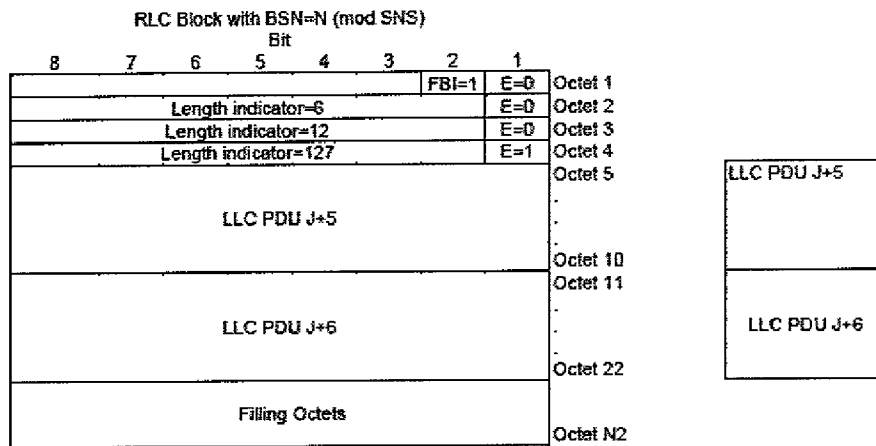 RLC Block with BSN=N (mod SNS)
Bit
8 7 6 5 4 3 2 1
FBI=1 E=0 Octet 1
Length indicator=6 E=0 Octet 2
Length indicator=12 E=0 Octet 3
Length indicator=127 E=1 Octet 4
Octet 5
LLC PDU J+5
.
.
.
Octet 10
LLC PDU J+5
Octet 11
LLC PDU J+6
.
.
.
Octet 22
LLC PDU J+6
Filling Octets
Octet N2